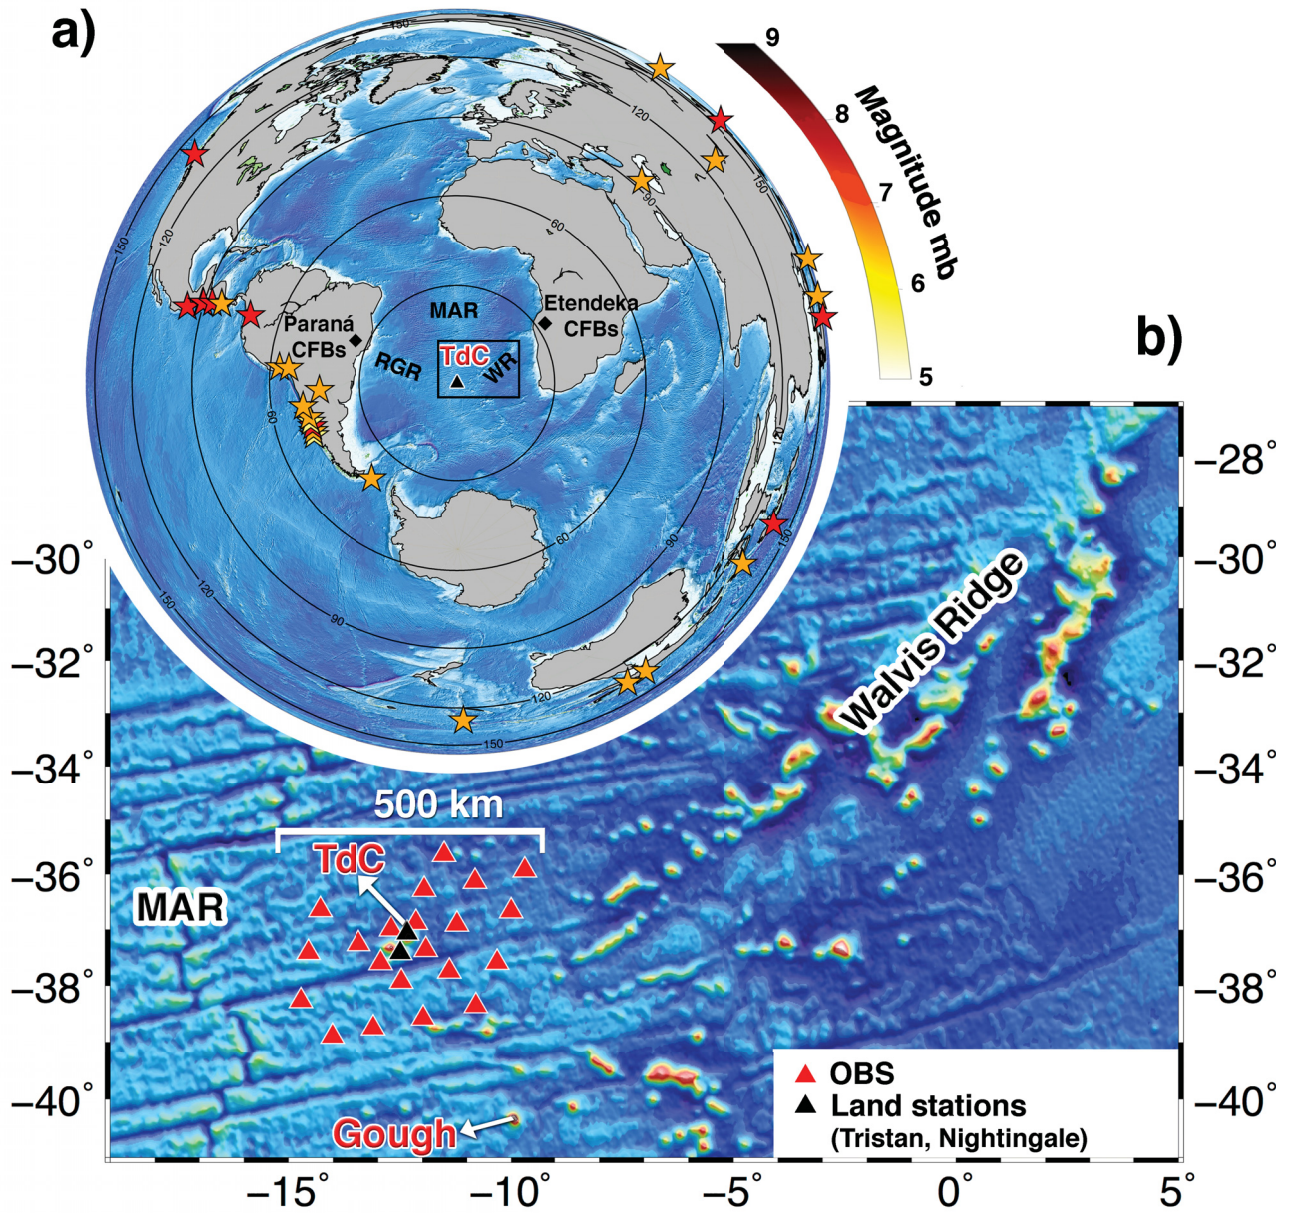 a)
9
8
7
6
5
Magnitude mb
150
120
150
90
60
150
120
MAR
Etendeka
CFBs
Paraná
CFBs
TdC
RGR
WR
60
120
60
90
150
90
120
150
120
150
b)
−28°
−30°
−32°
−34°
−36°
−38°
−40°
−30°
−32°
−34°
−36°
−38°
−40°
Walvis Ridge
500 km
TdC
MAR
Gough
OBS
Land stations
(Tristan, Nightingale)
−15°
−10°
−5°
0°
5°